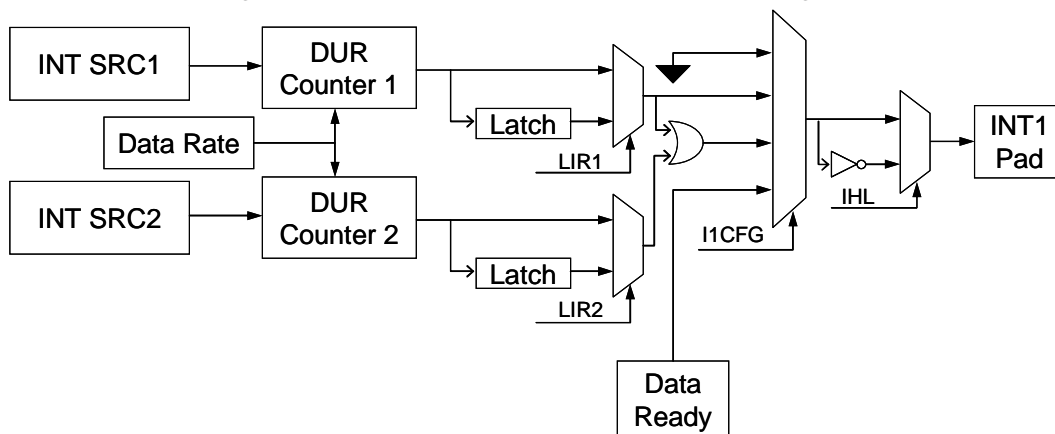 INT SRC1
DUR
Counter 1
Latch
LIR1
Data Rate
INT SRC2
DUR
Counter 2
Latch
LIR2
I1CFG
IHL
INT1
Pad
Data
Ready